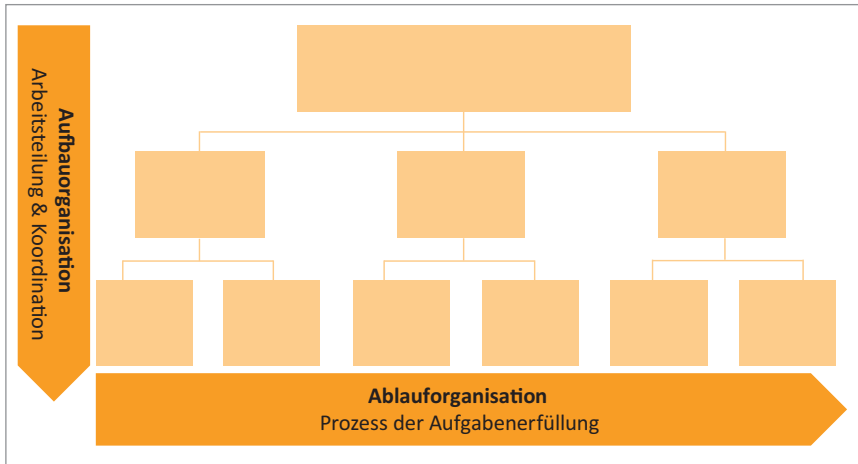 Aufbauorganisation
Arbeitsteilung & Koordination
Ablauforganisation
Prozess der Aufgabenerfüllung